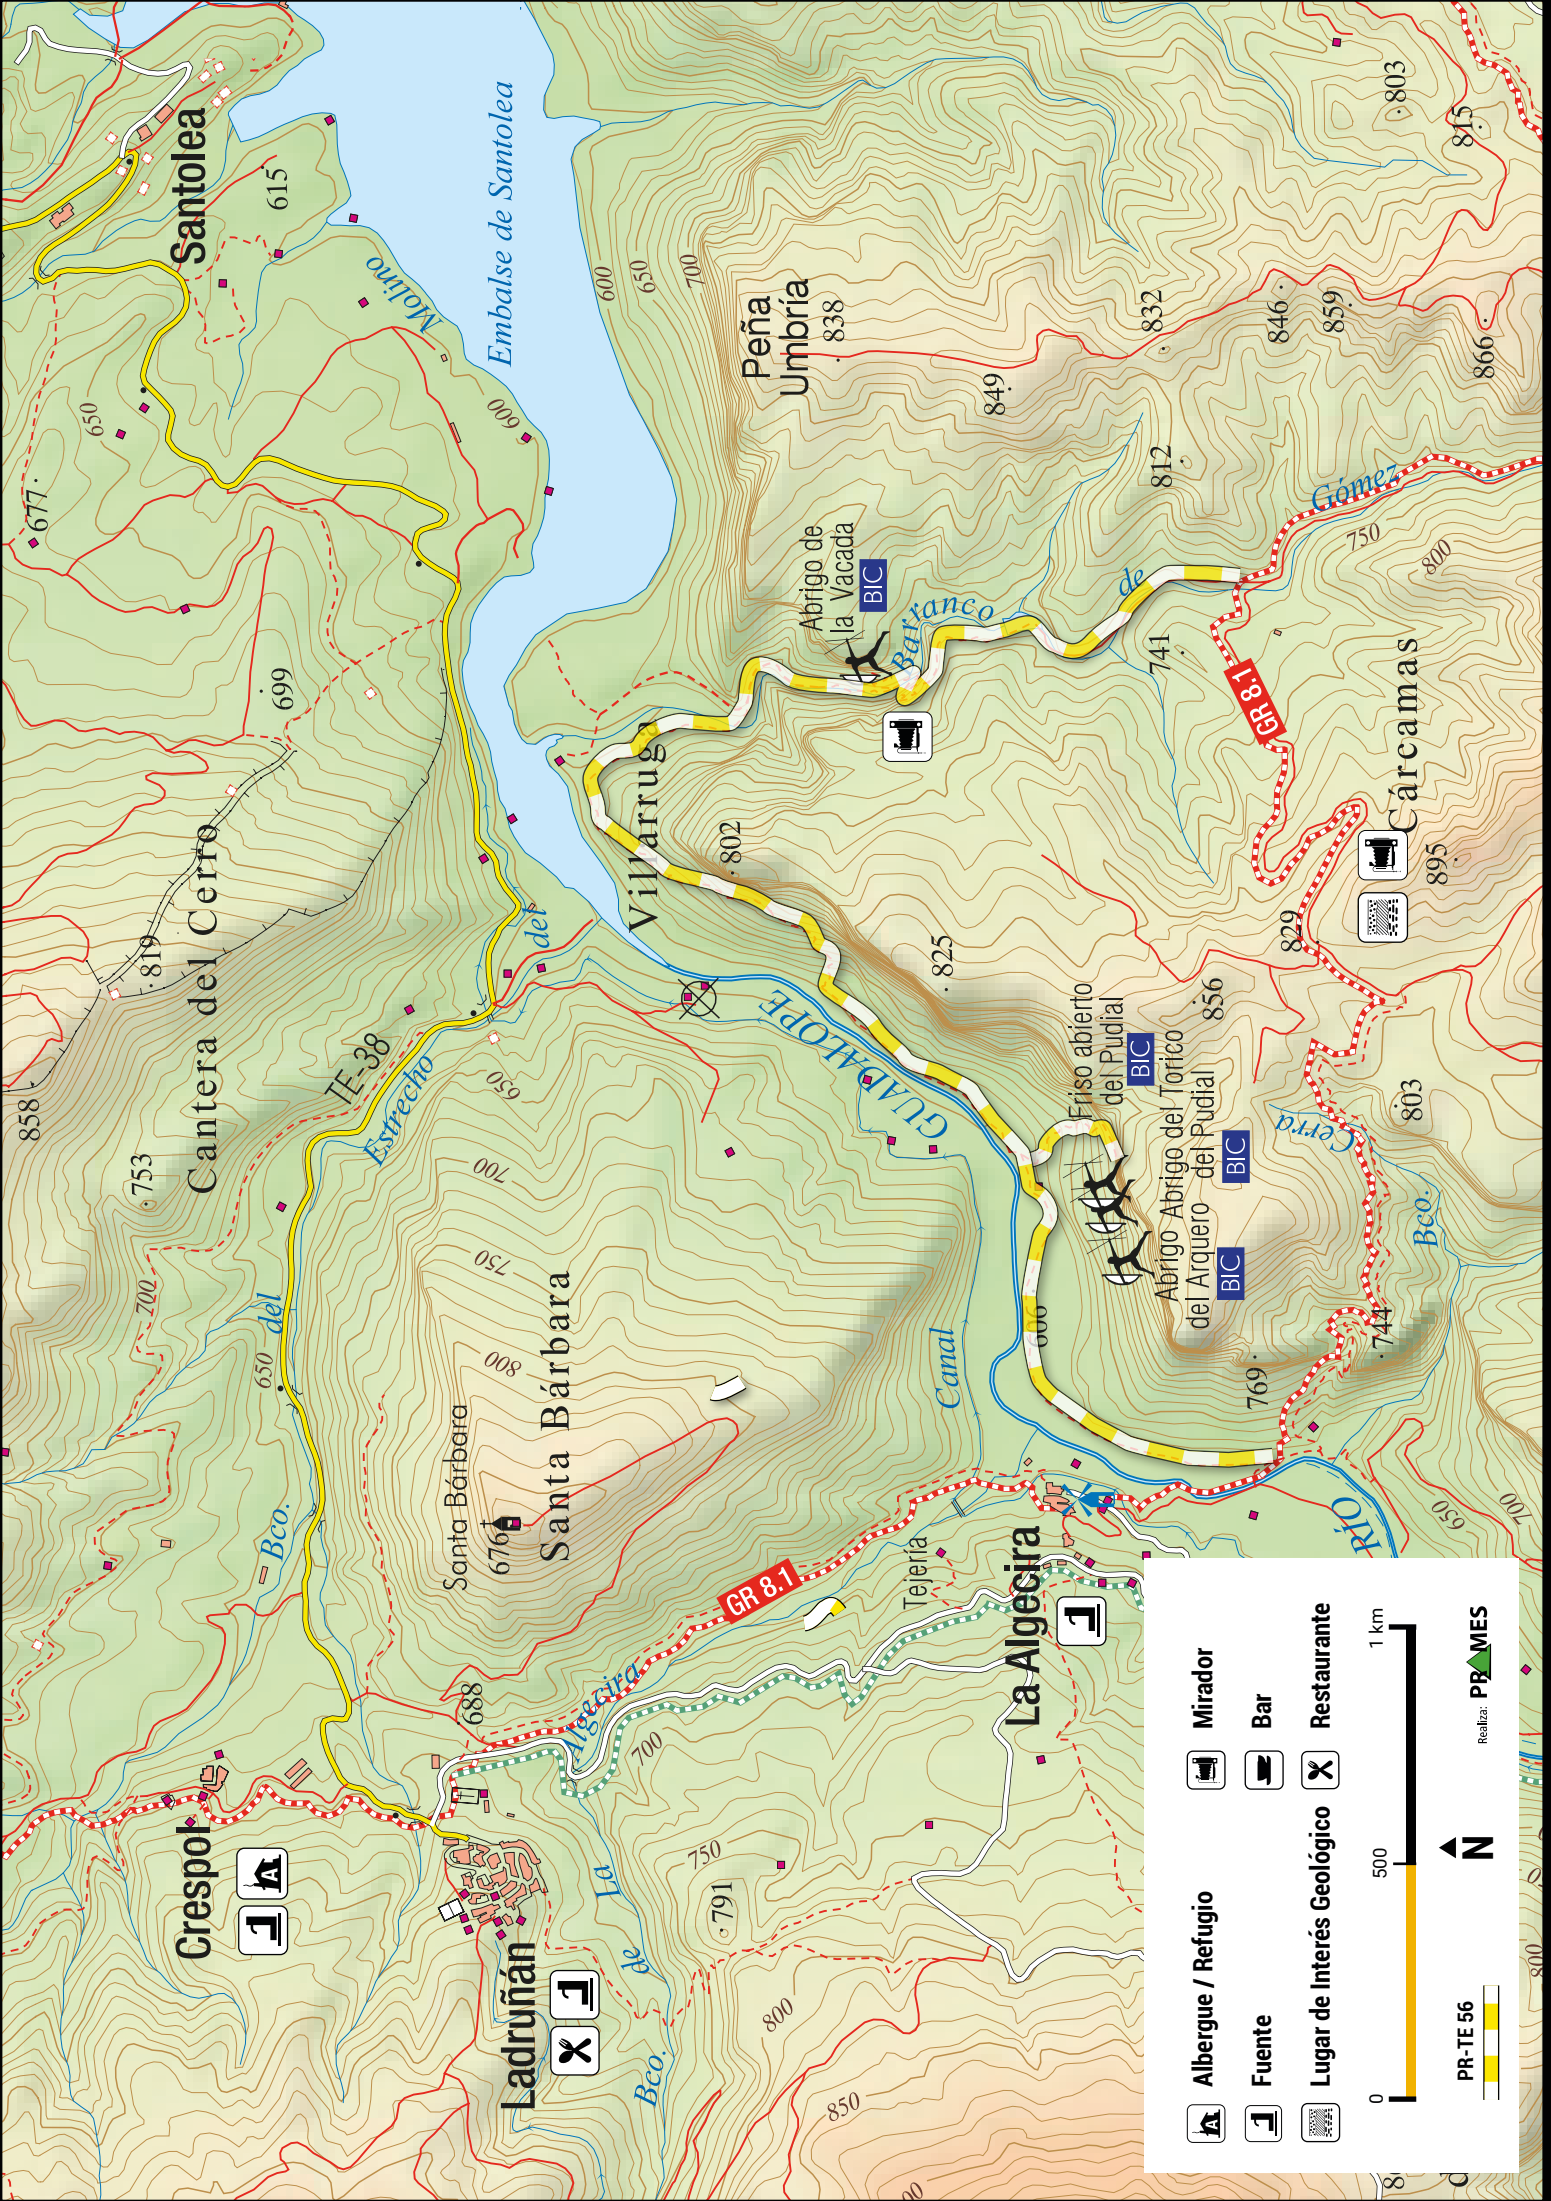 Crespol
Ladruñán
Bco.
de
La
Algecira
Bco.
del
Estrecho
del
700
650
753
858
819
Cantera del Cerro
TE-38
699
677
650
Santolea
615
Molino
600
Embalse de Santolea
600
650
700
Santa Bárbara
676
Santa Bárbara
800
750
700
650
688
700
750
791
800
850
GR 8.1
Tejería
La Algecira
Canal
RÍO
GUADALOPE
606
Villarruga
802
825
Abrigo de
la Vacada
BIC
Barranco
de
Gómez
Peña
Umbría
838
849
832
846
859
866
803
815
812
741
750
800
GR 8.1
Cárcamas
895
829
856
803
Friso abierto
del Pudial
BIC
Abrigo del Torico
del Pudial
BIC
Abrigo
del Arquero
BIC
Cerra
Bco.
744
769
650
700
800
Albergue / Refugio
Mirador
Fuente
Bar
Lugar de Interés Geológico
Restaurante
0
500
1 km
PR-TE 56
N
Realiza: PRAMES